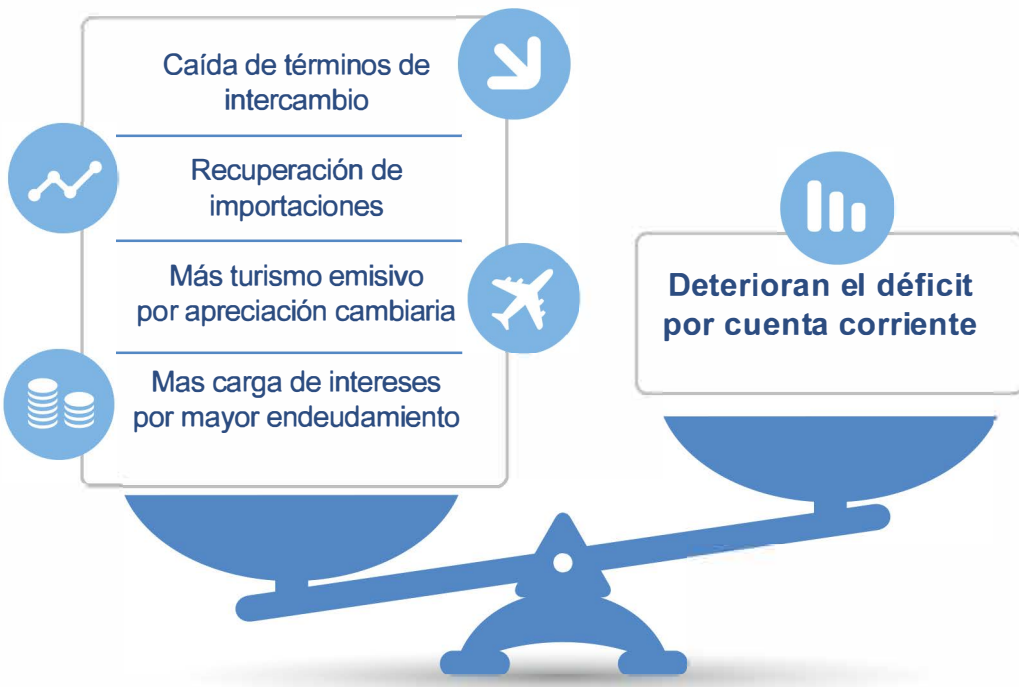 Caída de términos de
intercambio
Recuperación de
importaciones
Más turismo emisivo
por apreciación cambiaria
Mas carga de intereses
por mayor endeudamiento
Deterioran el déficit
por cuenta corriente